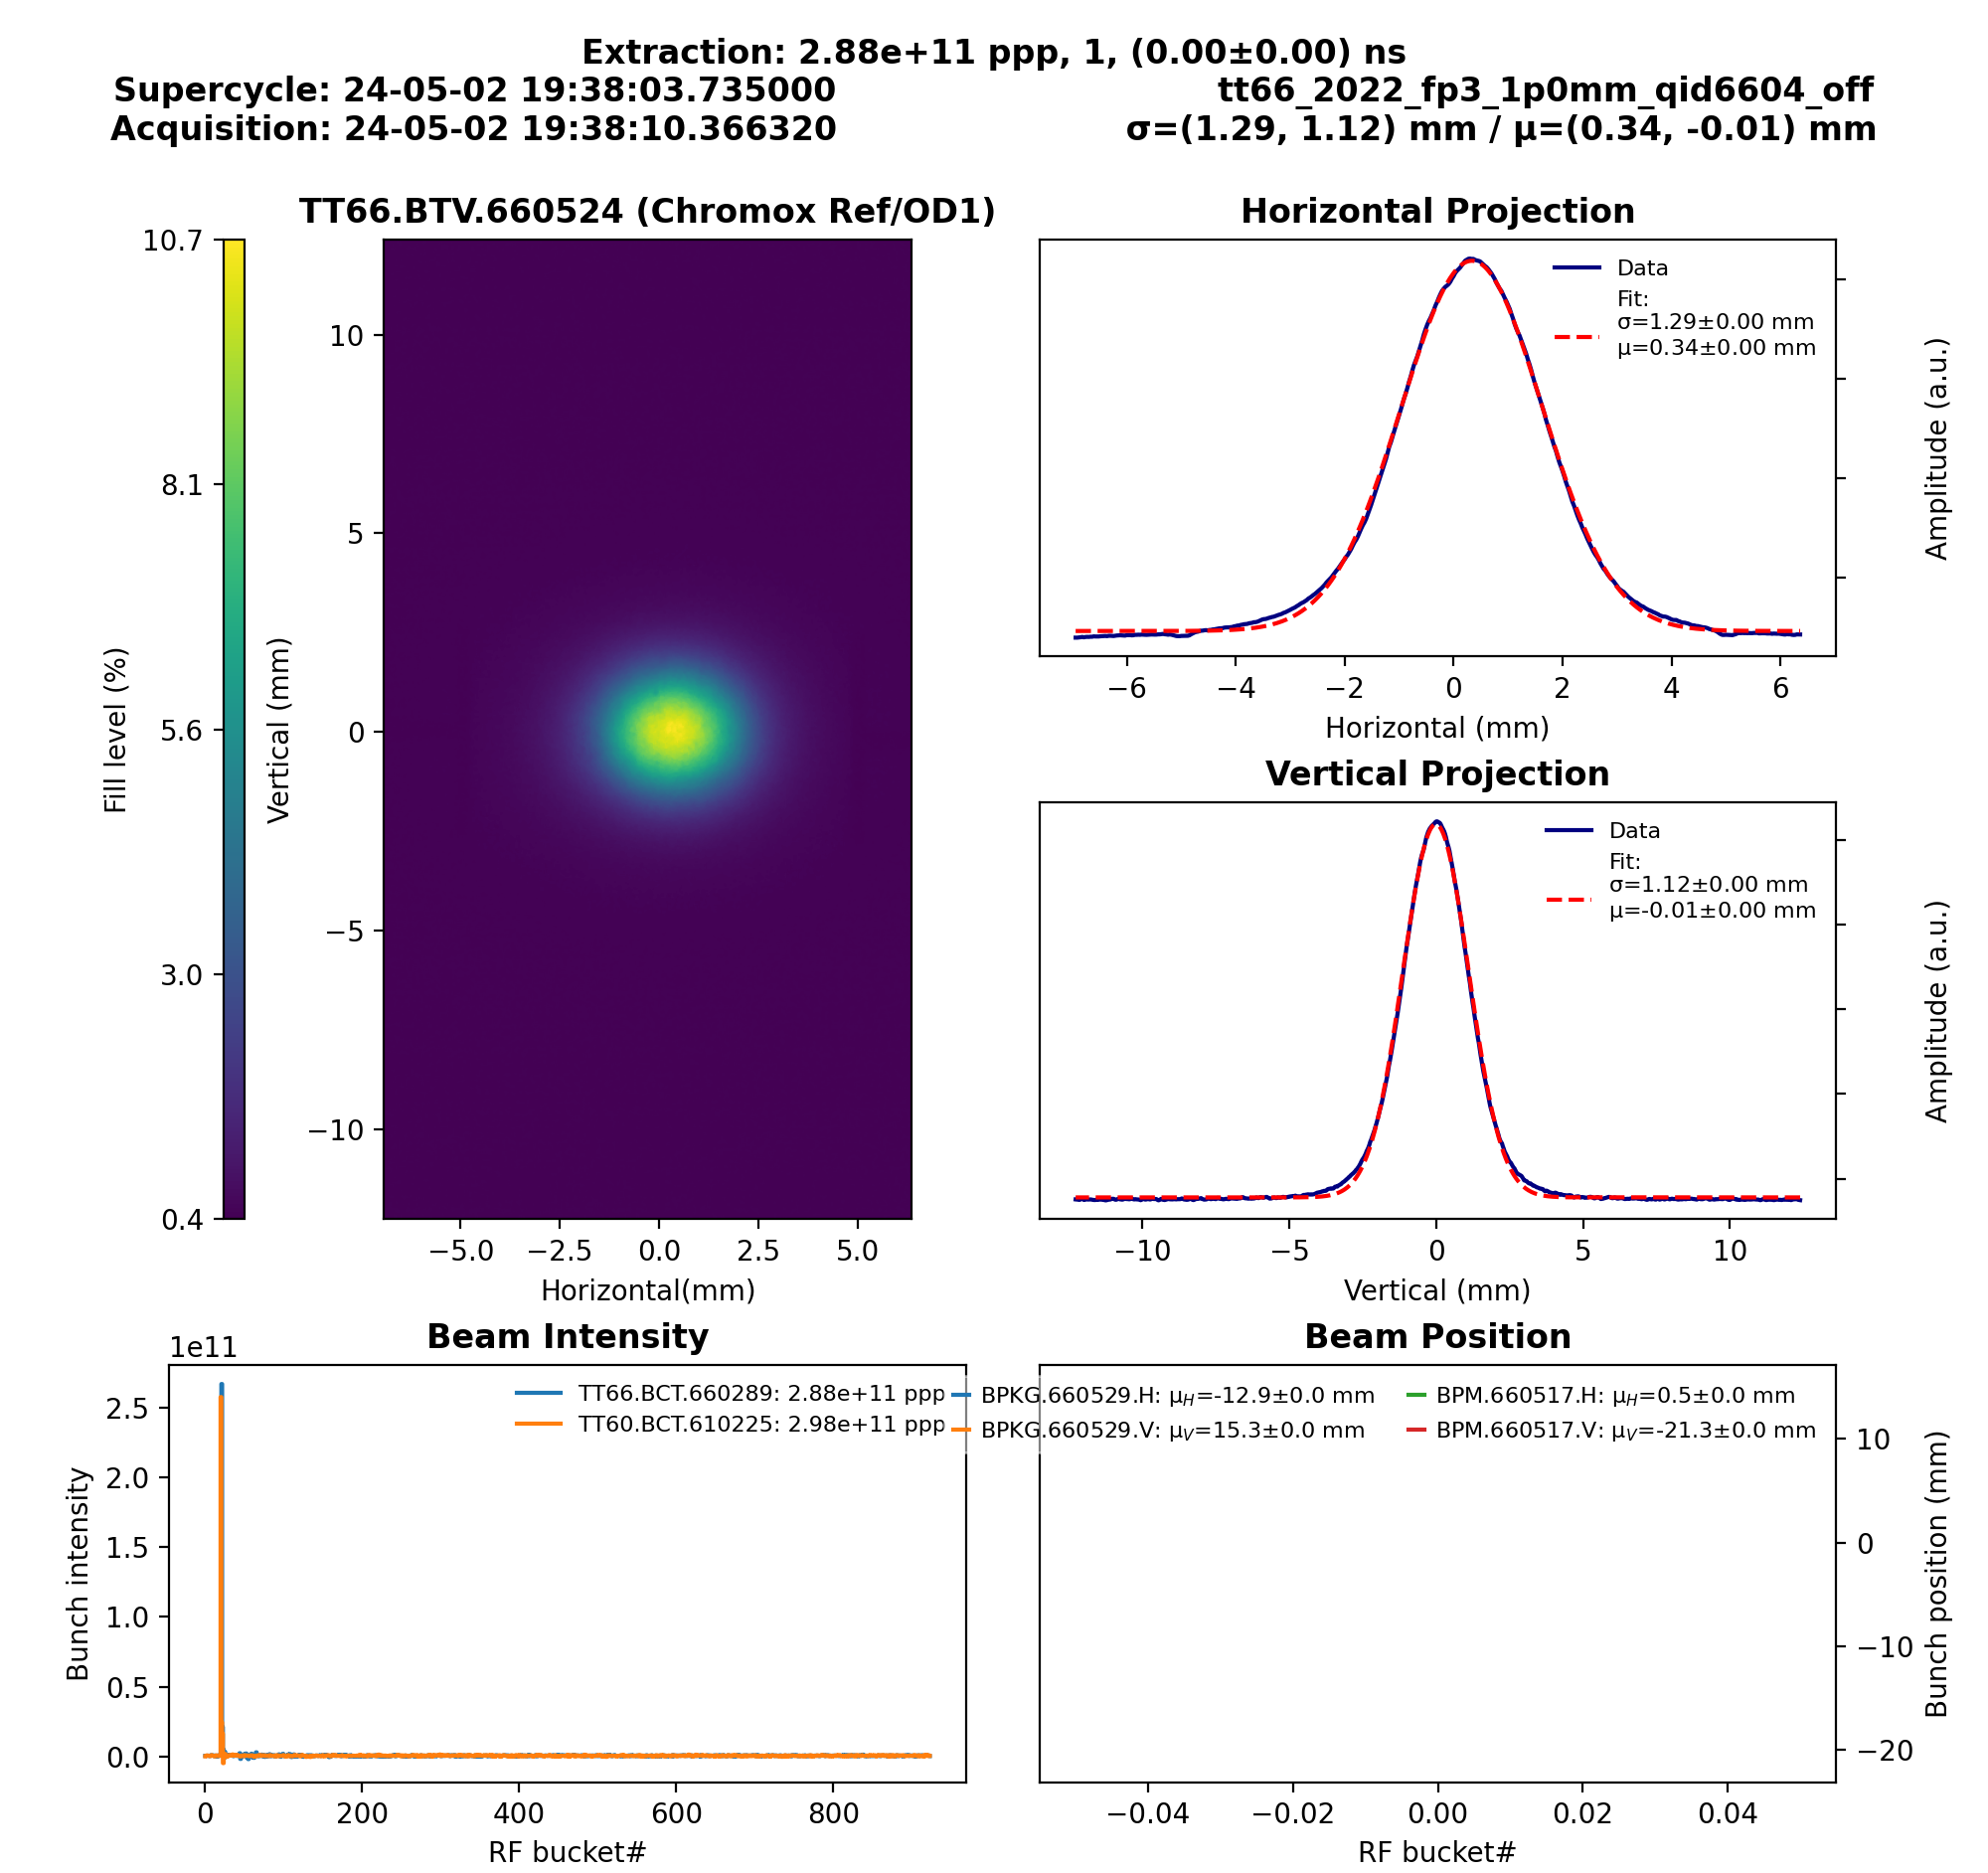 Extraction: 2.88e+11 ppp, 1, (0.00±0.00) ns
Supercycle: 24-05-02 19:38:03.735000
Acquisition: 24-05-02 19:38:10.366320
tt66_2022_fp3_1p0mm_qid6604_off
σ=(1.29, 1.12) mm / μ=(0.34, -0.01) mm
TT66.BTV.660524 (Chromox Ref/OD1)
10.7
8.1
5.6
3.0
0.4
Fill level (%)
Vertical (mm)
10
5
0
−5
−10
−5.0 −2.5 0.0 2.5 5.0
Horizontal(mm)
Horizontal Projection
Data
Fit:
σ=1.29±0.00 mm
μ=0.34±0.00 mm
Amplitude (a.u.)
−6 −4 −2 0 2 4 6
Horizontal (mm)
Vertical Projection
Data
Fit:
σ=1.12±0.00 mm
μ=-0.01±0.00 mm
Amplitude (a.u.)
−10 −5 0 5 10
Vertical (mm)
Beam Intensity
1e11
TT66.BCT.660289: 2.88e+11 ppp
TT60.BCT.610225: 2.98e+11 ppp
Bunch intensity
2.5
2.0
1.5
1.0
0.5
0.0
0 200 400 600 800
RF bucket#
Beam Position
BPKG.660529.H: μH=-12.9±0.0 mm
BPKG.660529.V: μV=15.3±0.0 mm
BPM.660517.H: μH=0.5±0.0 mm
BPM.660517.V: μV=-21.3±0.0 mm
10
0
−10
−20
Bunch position (mm)
−0.04 −0.02 0.00 0.02 0.04
RF bucket#